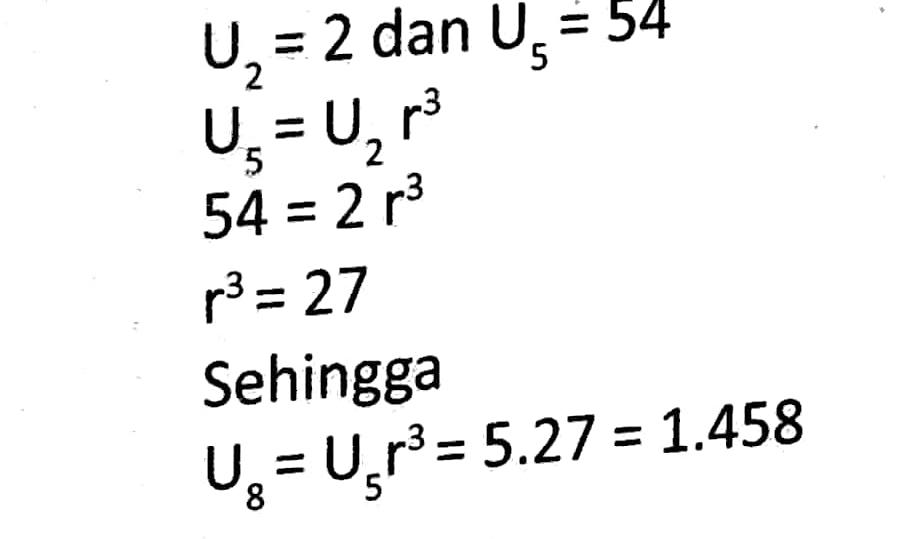 U₂ = 2 dan U₅ = 54
U₅ = U₂ r³
54 = 2 r³
r³ = 27
Sehingga
U₈ = U₅r³ = 5.27 = 1.458